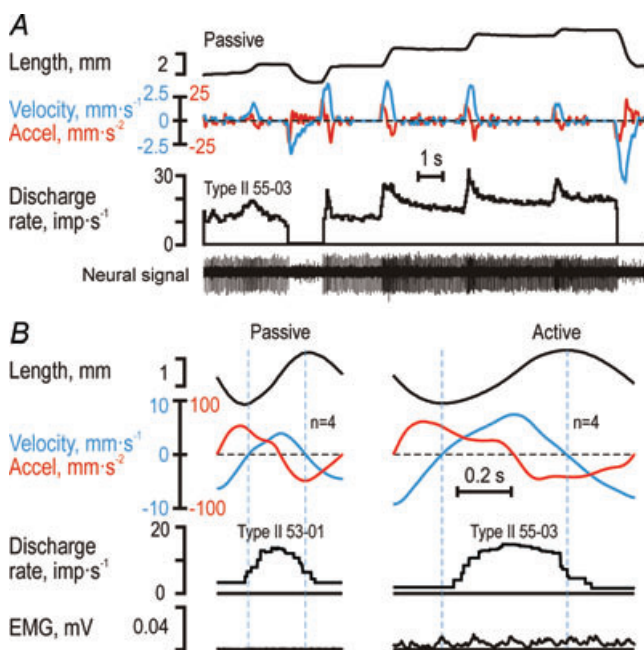 A
Passive
Length, mm 2
Velocity, mm·s⁻¹ 2.5 25
Accel, mm·s⁻² 0
-2.5 -25
1 s
Discharge rate, imp·s⁻¹ 30 0
Type II 55-03
Neural signal
B
Passive Active
Length, mm 1
10 100
n=4 n=4
Velocity, mm·s⁻¹
Accel, mm·s⁻² 0
0.2 s
-10 -100
Discharge rate, imp·s⁻¹ 20 0
Type II 53-01 Type II 55-03
EMG, mV 0.04